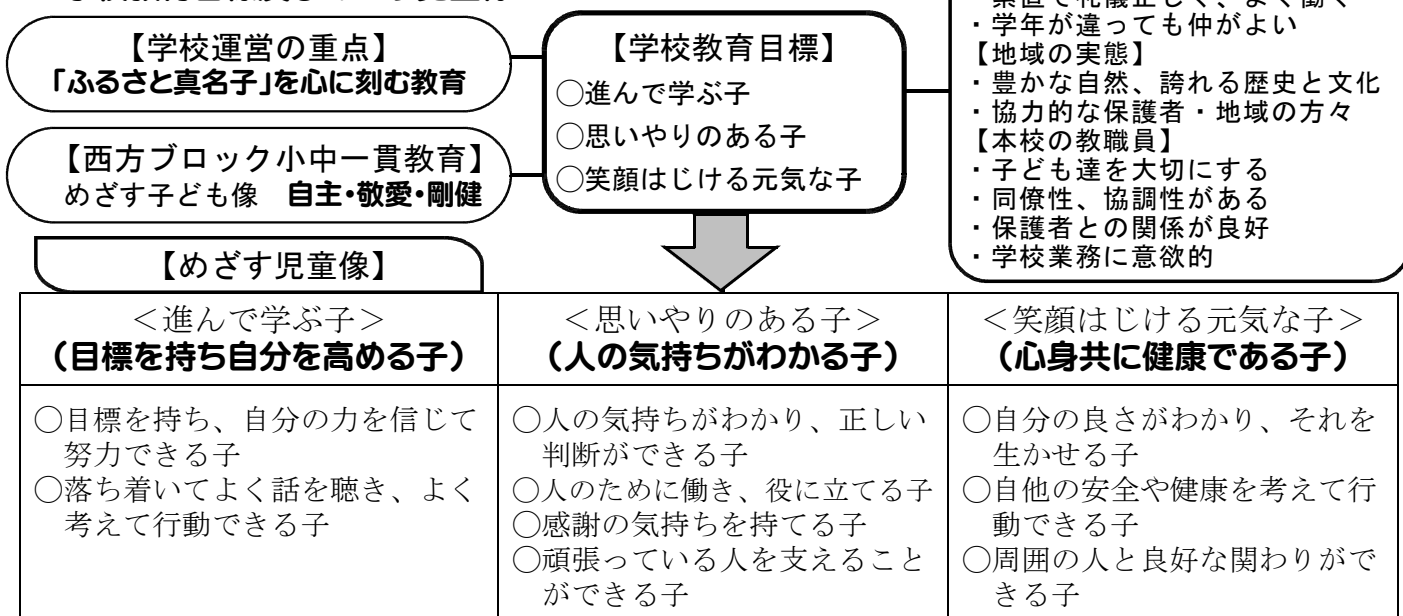 【学校運営の重点】
「ふるさと真名子」を心に刻む教育
【西方ブロック小中一貫教育】
めざす子ども像　自主・敬愛・剛健
【学校教育目標】
○進んで学ぶ子
○思いやりのある子
○笑顔はじける元気な子
・学年が違っても仲がよい
【地域の実態】
・豊かな自然、誇れる歴史と文化
・協力的な保護者・地域の方々
【本校の教職員】
・子ども達を大切にする
・同僚性、協調性がある
・保護者との関係が良好
・学校業務に意欲的
【めざす児童像】
＜進んで学ぶ子＞
（目標を持ち自分を高める子）
○目標を持ち、自分の力を信じて
努力できる子
○落ち着いてよく話を聴き、よく
考えて行動できる子
＜思いやりのある子＞
（人の気持ちがわかる子）
○人の気持ちがわかり、正しい
判断ができる子
○人のために働き、役に立てる子
○感謝の気持ちを持てる子
○頑張っている人を支えること
ができる子
＜笑顔はじける元気な子＞
（心身共に健康である子）
○自分の良さがわかり、それを
生かせる子
○自他の安全や健康を考えて行
動できる子
○周囲の人と良好な関わりがで
きる子